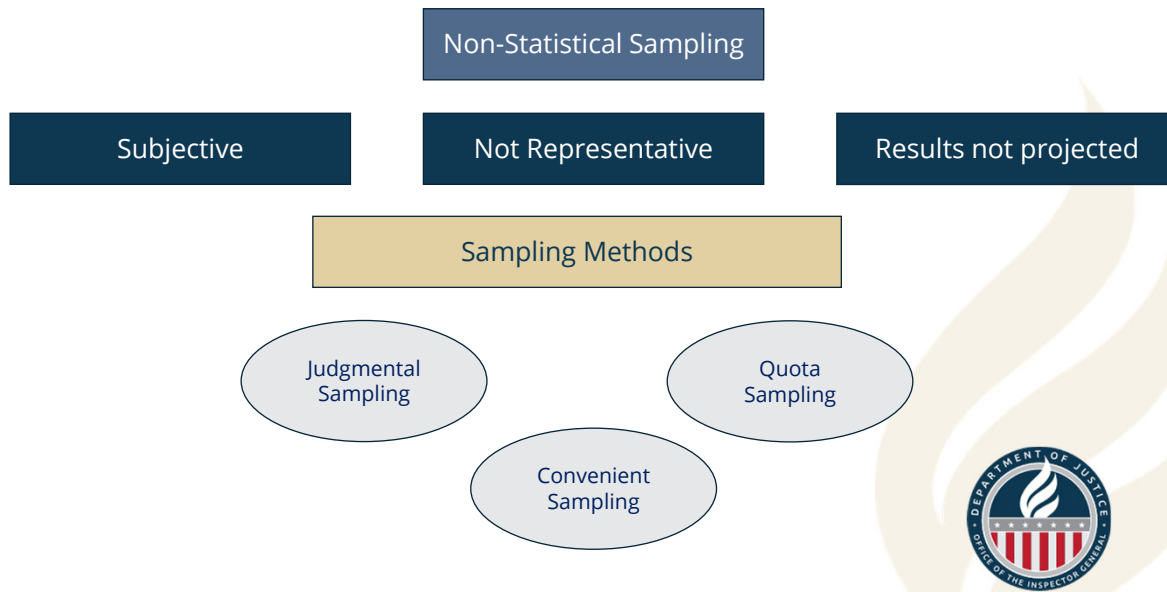 Non-Statistical Sampling
Subjective
Not Representative
Results not projected
Sampling Methods
Judgmental
Sampling
Quota
Sampling
Convenient
Sampling
DEPARTMENT OF JUSTICE
OFFICE OF THE INSPECTOR GENERAL